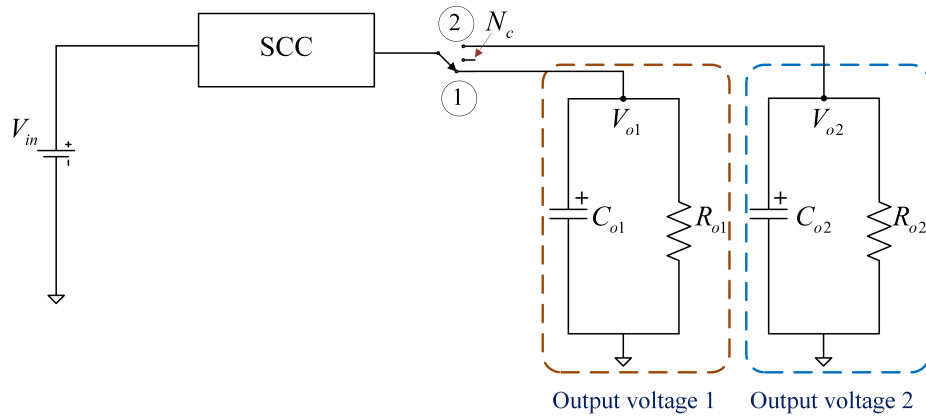 SCC
2
N_c
1
V_in
+
-
V_o1
V_o2
+
C_o1
R_o1
+
C_o2
R_o2
Output voltage 1
Output voltage 2